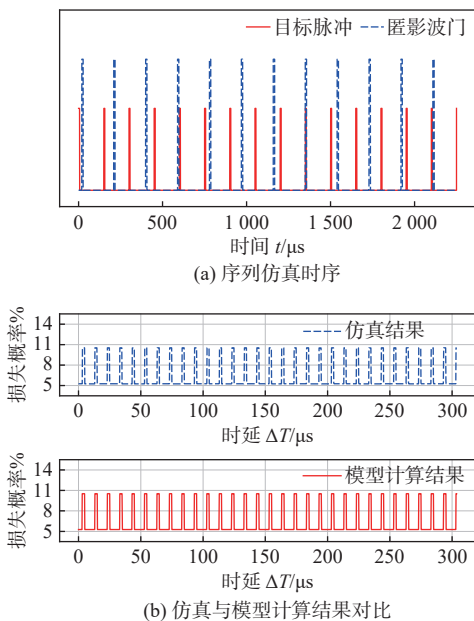 目标脉冲 匿影波门
0 500 1 000 1 500 2 000
时间 t/μs
(a) 序列仿真时序
损失概率%
14
11
8
5
仿真结果
0 50 100 150 200 250 300
时延 ΔT/μs
损失概率%
14
11
8
5
模型计算结果
0 50 100 150 200 250 300
时延 ΔT/μs
(b) 仿真与模型计算结果对比